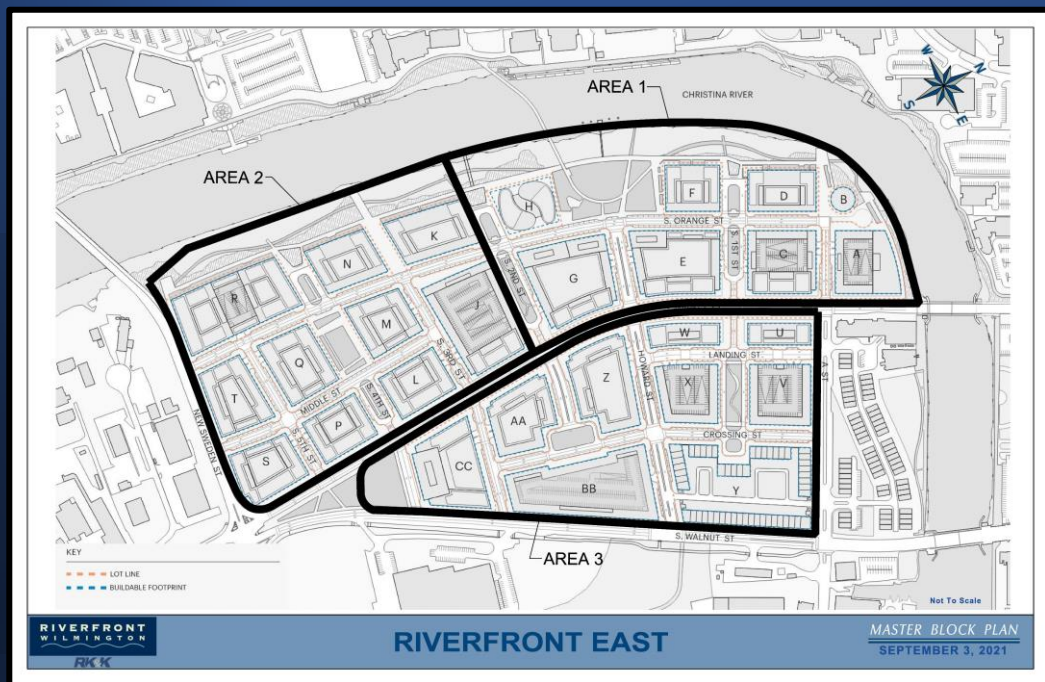 AREA 1
CHRISTINA RIVER
W
N
S
E
AREA 2
H
F
D
B
S. ORANGE ST
K
N
S. 2ND ST
G
E
S. 1ST ST
C
A
R
J
M
Q
S. 3RD ST
W
U
HOWARD ST
LANDING ST
A ST
L
Z
X
V
T
MIDDLE ST
S. 4TH ST
P
AA
CROSSING ST
NEW SWEDEN ST
S. 5TH ST
S
CC
BB
Y
S. WALNUT ST
AREA 3
KEY
LOT LINE
BUILDABLE FOOTPRINT
Not To Scale
RIVERFRONT
WILMINGTON
RK&K
RIVERFRONT EAST
MASTER BLOCK PLAN
SEPTEMBER 3, 2021